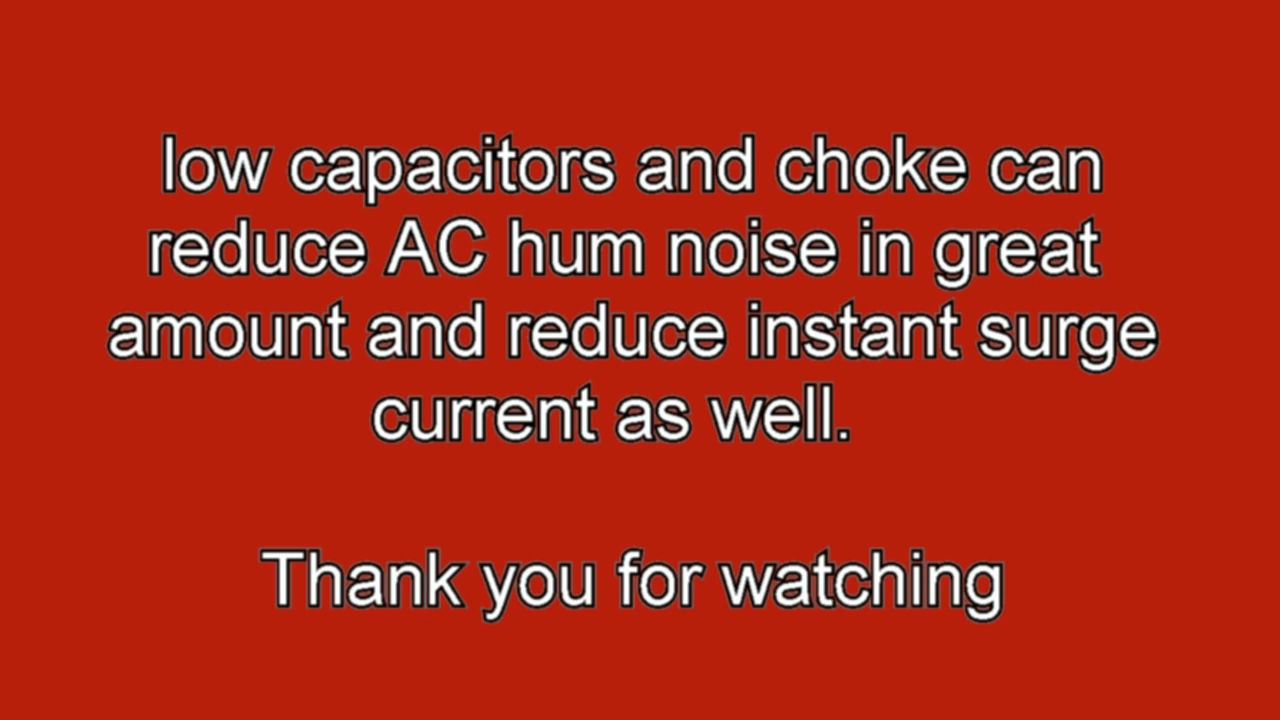 low capacitors and choke can
reduce AC hum noise in great
amount and reduce instant surge
current as well.
Thank you for watching